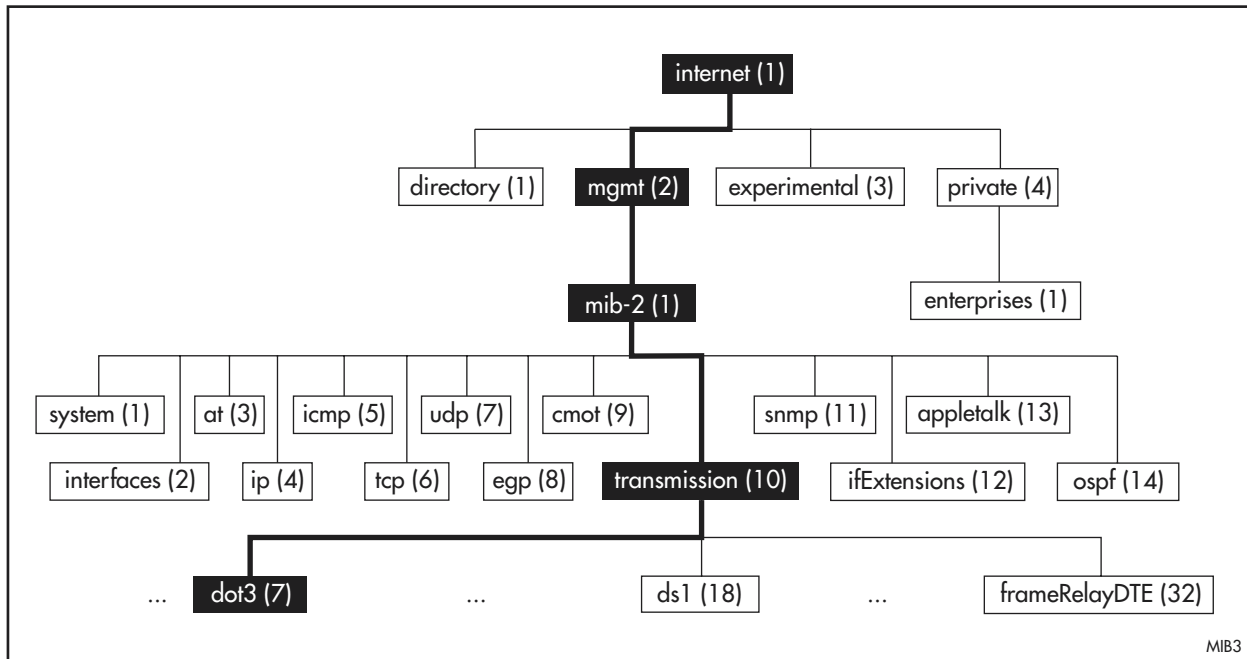 internet (1)
directory (1) mgmt (2) experimental (3) private (4)
mib-2 (1) enterprises (1)
system (1) at (3) icmp (5) udp (7) cmot (9) snmp (11) appletalk (13)
interfaces (2) ip (4) tcp (6) egp (8) transmission (10) ifExtensions (12) ospf (14)
... dot3 (7) ... ds1 (18) ... frameRelayDTE (32)
MIB3